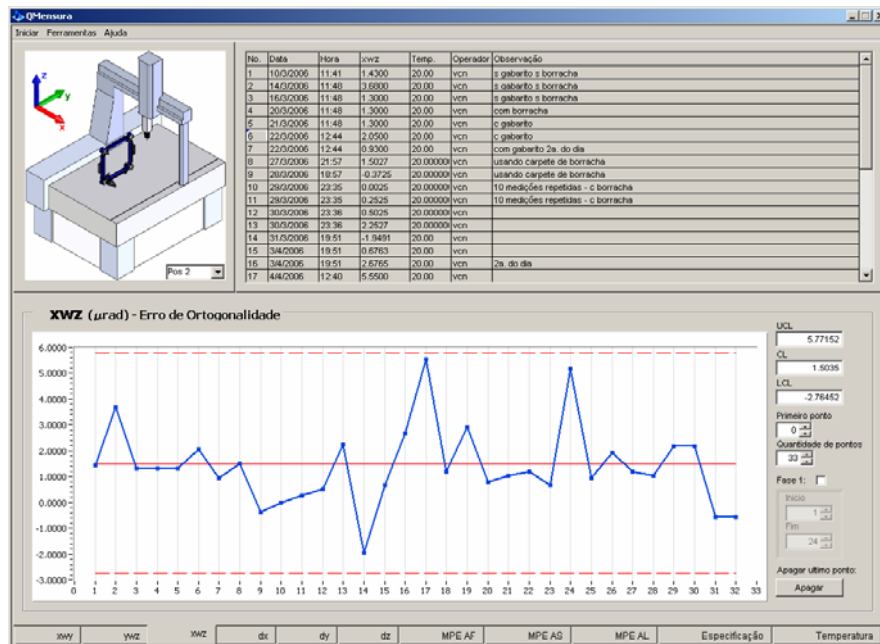 QMensura
Iniciar Ferramentas Ajuda
z
y
x
Pos 2
No. Data Hora xwz Temp. Operador Observação
1 10/3/2006 11:41 1.4300 20.00 vcn s gabarito s borracha
2 14/3/2006 11:48 3.6800 20.00 vcn s gabarito s borracha
3 16/3/2006 11:48 1.3000 20.00 vcn s gabarito s borracha
4 20/3/2006 11:48 1.3000 20.00 vcn com borracha
5 21/3/2006 11:48 1.3000 20.00 vcn c gabarito
6 22/3/2006 12:44 2.0500 20.00 vcn c gabarito
7 22/3/2006 12:44 0.9300 20.00 vcn com gabarito 2a. do dia
8 27/3/2006 21:57 1.5027 20.000000 vcn usando carpete de borracha
9 28/3/2006 18:57 -0.3725 20.000000 vcn usando carpete de borracha
10 29/3/2006 23:35 0.0025 20.000000 vcn 10 medições repetidas - c borracha
11 29/3/2006 23:35 0.2525 20.000000 vcn 10 medições repetidas - c borracha
12 30/3/2006 23:36 0.5025 20.000000 vcn
13 30/3/2006 23:36 2.2527 20.000000 vcn
14 31/3/2006 19:51 -1.9491 20.00 vcn
15 3/4/2006 19:51 0.6763 20.00 vcn
16 3/4/2006 19:51 2.6765 20.00 vcn 2a. do dia
17 4/4/2006 12:40 5.5500 20.00 vcn
XWZ (μrad) - Erro de Ortogonalidade
6.0000
5.0000
4.0000
3.0000
2.0000
1.0000
0.0000
-1.0000
-2.0000
-3.0000
0 1 2 3 4 5 6 7 8 9 10 11 12 13 14 15 16 17 18 19 20 21 22 23 24 25 26 27 28 29 30 31 32 33
UCL
5.77152
CL
1.5035
LCL
-2.76452
Primeiro ponto
0
Quantidade de pontos
33
Fase 1:
Inicio
1
Fim
24
Apagar ultimo ponto:
Apagar
xwy ywz xwz dx dy dz MPE AF MPE AS MPE AL Especificação Temperatura